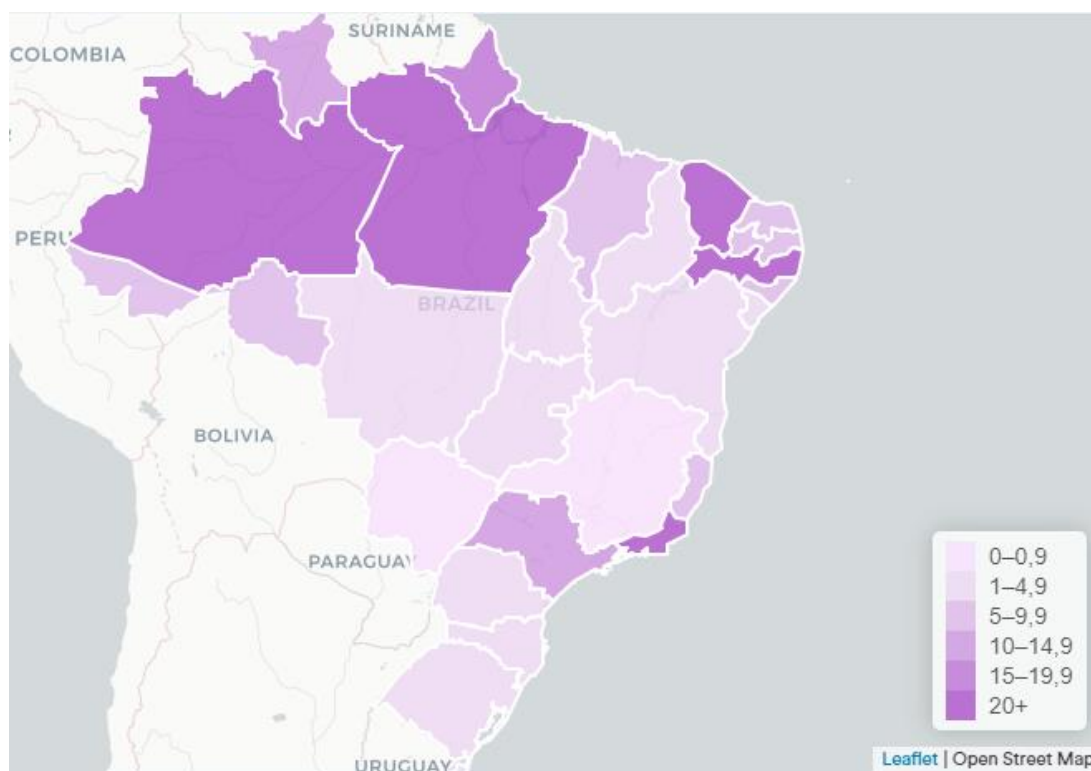 SURINAME
COLOMBIA
PERU
BRAZIL
BOLIVIA
PARAGUAY
URUGUAY
0–0,9
1–4,9
5–9,9
10–14,9
15–19,9
20+
Leaflet | Open Street Map